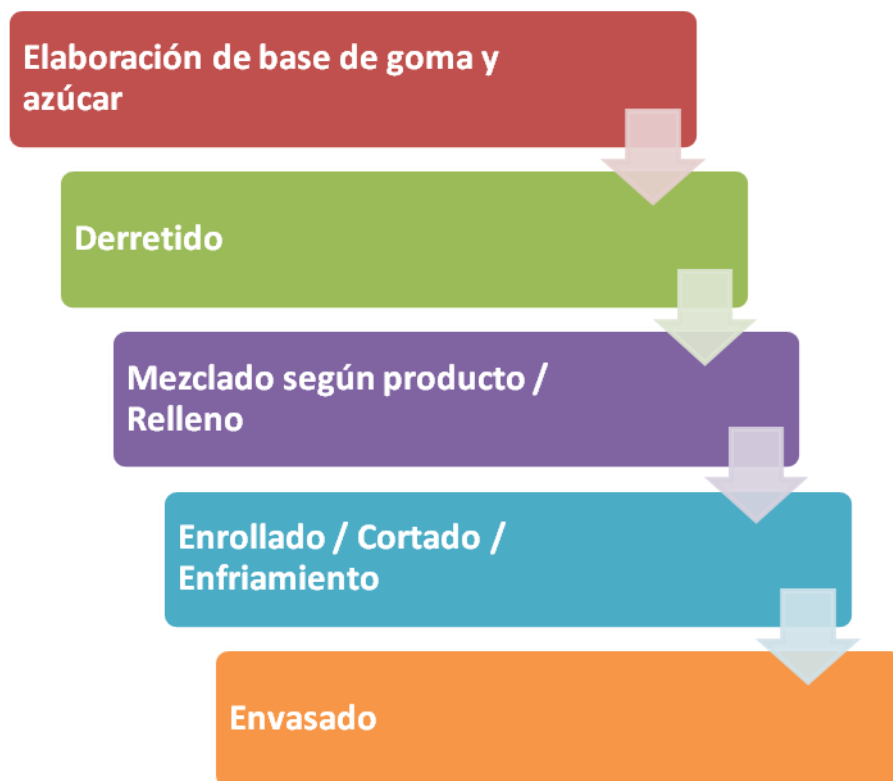 Elaboración de base de goma y
azúcar
Derretido
Mezclado según producto /
Relleno
Enrollado / Cortado /
Enfriamiento
Envasado